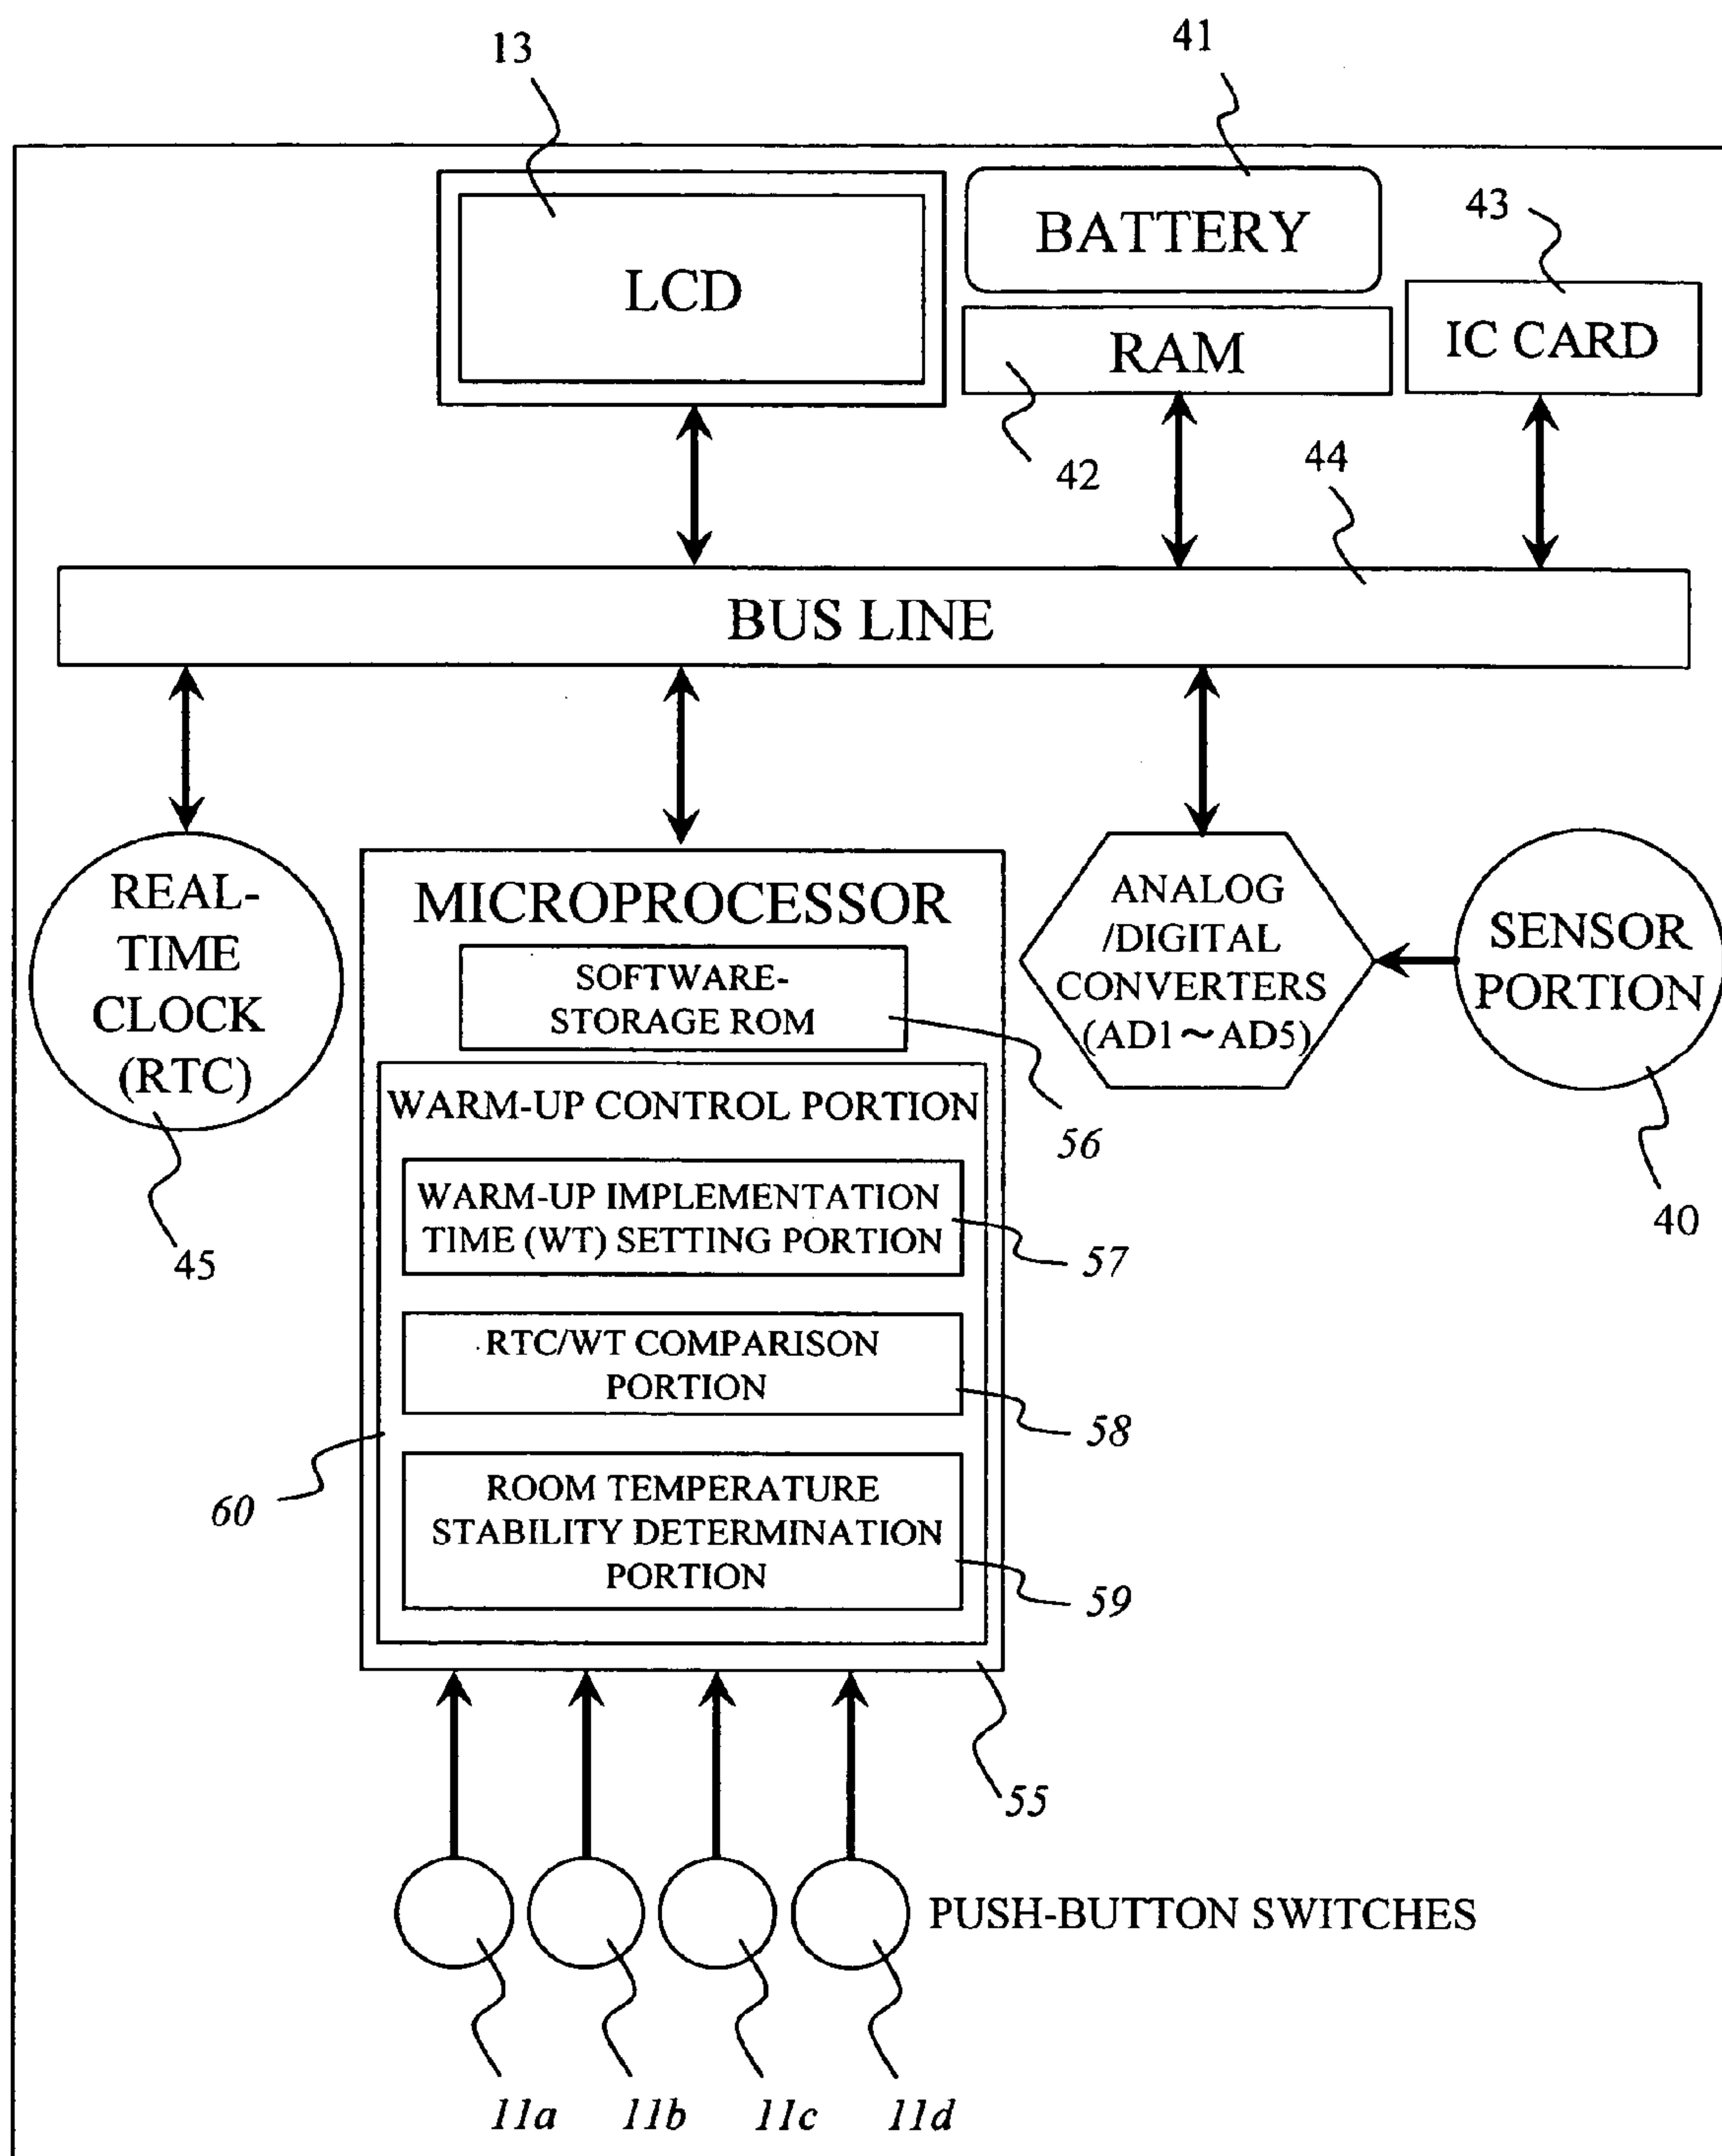 13
41
43
LCD
BATTERY
RAM
IC CARD
42
44
BUS LINE
REAL-
TIME
CLOCK
(RTC)
45
MICROPROCESSOR
SOFTWARE-
STORAGE ROM
56
WARM-UP CONTROL PORTION
WARM-UP IMPLEMENTATION
TIME (WT) SETTING PORTION
57
RTC/WT COMPARISON
PORTION
58
60
ROOM TEMPERATURE
STABILITY DETERMINATION
PORTION
59
55
ANALOG
/DIGITAL
CONVERTERS
(AD1～AD5)
SENSOR
PORTION
40
PUSH-BUTTON SWITCHES
11a
11b
11c
11d